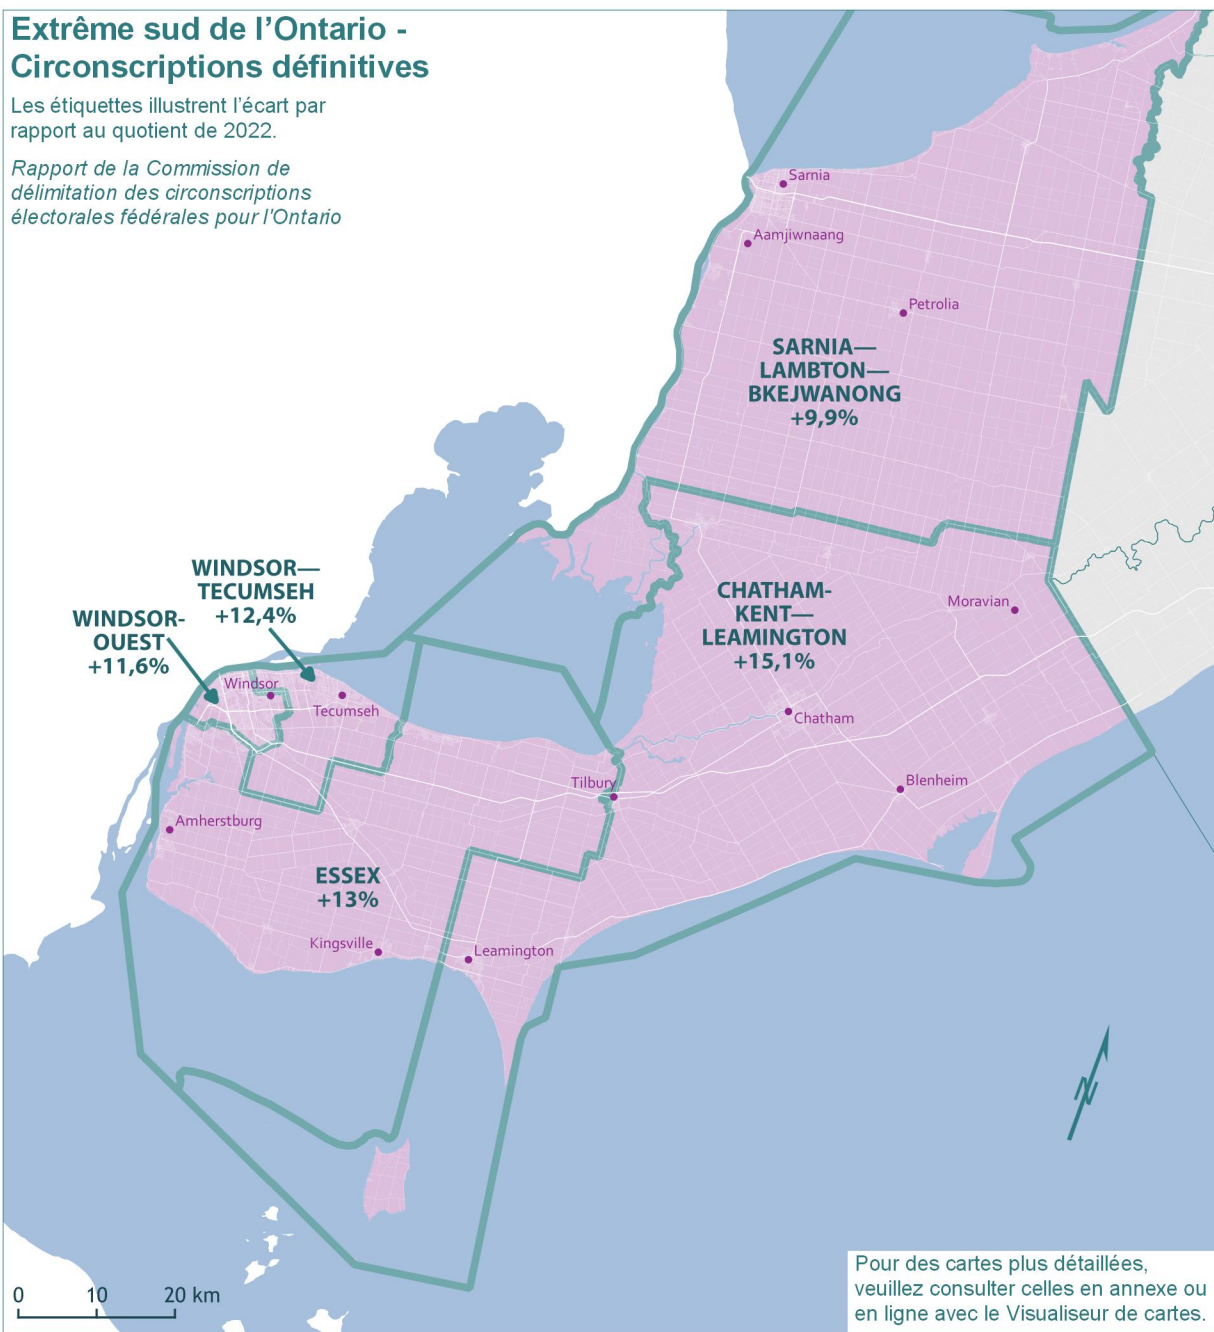 Extrême sud de l’Ontario -
Circonscriptions définitives
Les étiquettes illustrent l’écart par
rapport au quotient de 2022.
Rapport de la Commission de
délimitation des circonscriptions
électorales fédérales pour l'Ontario
Sarnia
Aamjiwnaang
Petrolia
SARNIA—
LAMBTON—
BKEJWANONG
+9,9%
WINDSOR—
TECUMSEH
+12,4%
WINDSOR-
OUEST
+11,6%
CHATHAM-
KENT—
LEAMINGTON
+15,1%
Moravian
Windsor
Tecumseh
Chatham
Tilbury
Blenheim
Amherstburg
ESSEX
+13%
Kingsville
Leamington
N
0 10 20 km
Pour des cartes plus détaillées,
veuillez consulter celles en annexe ou
en ligne avec le Visualiseur de cartes.